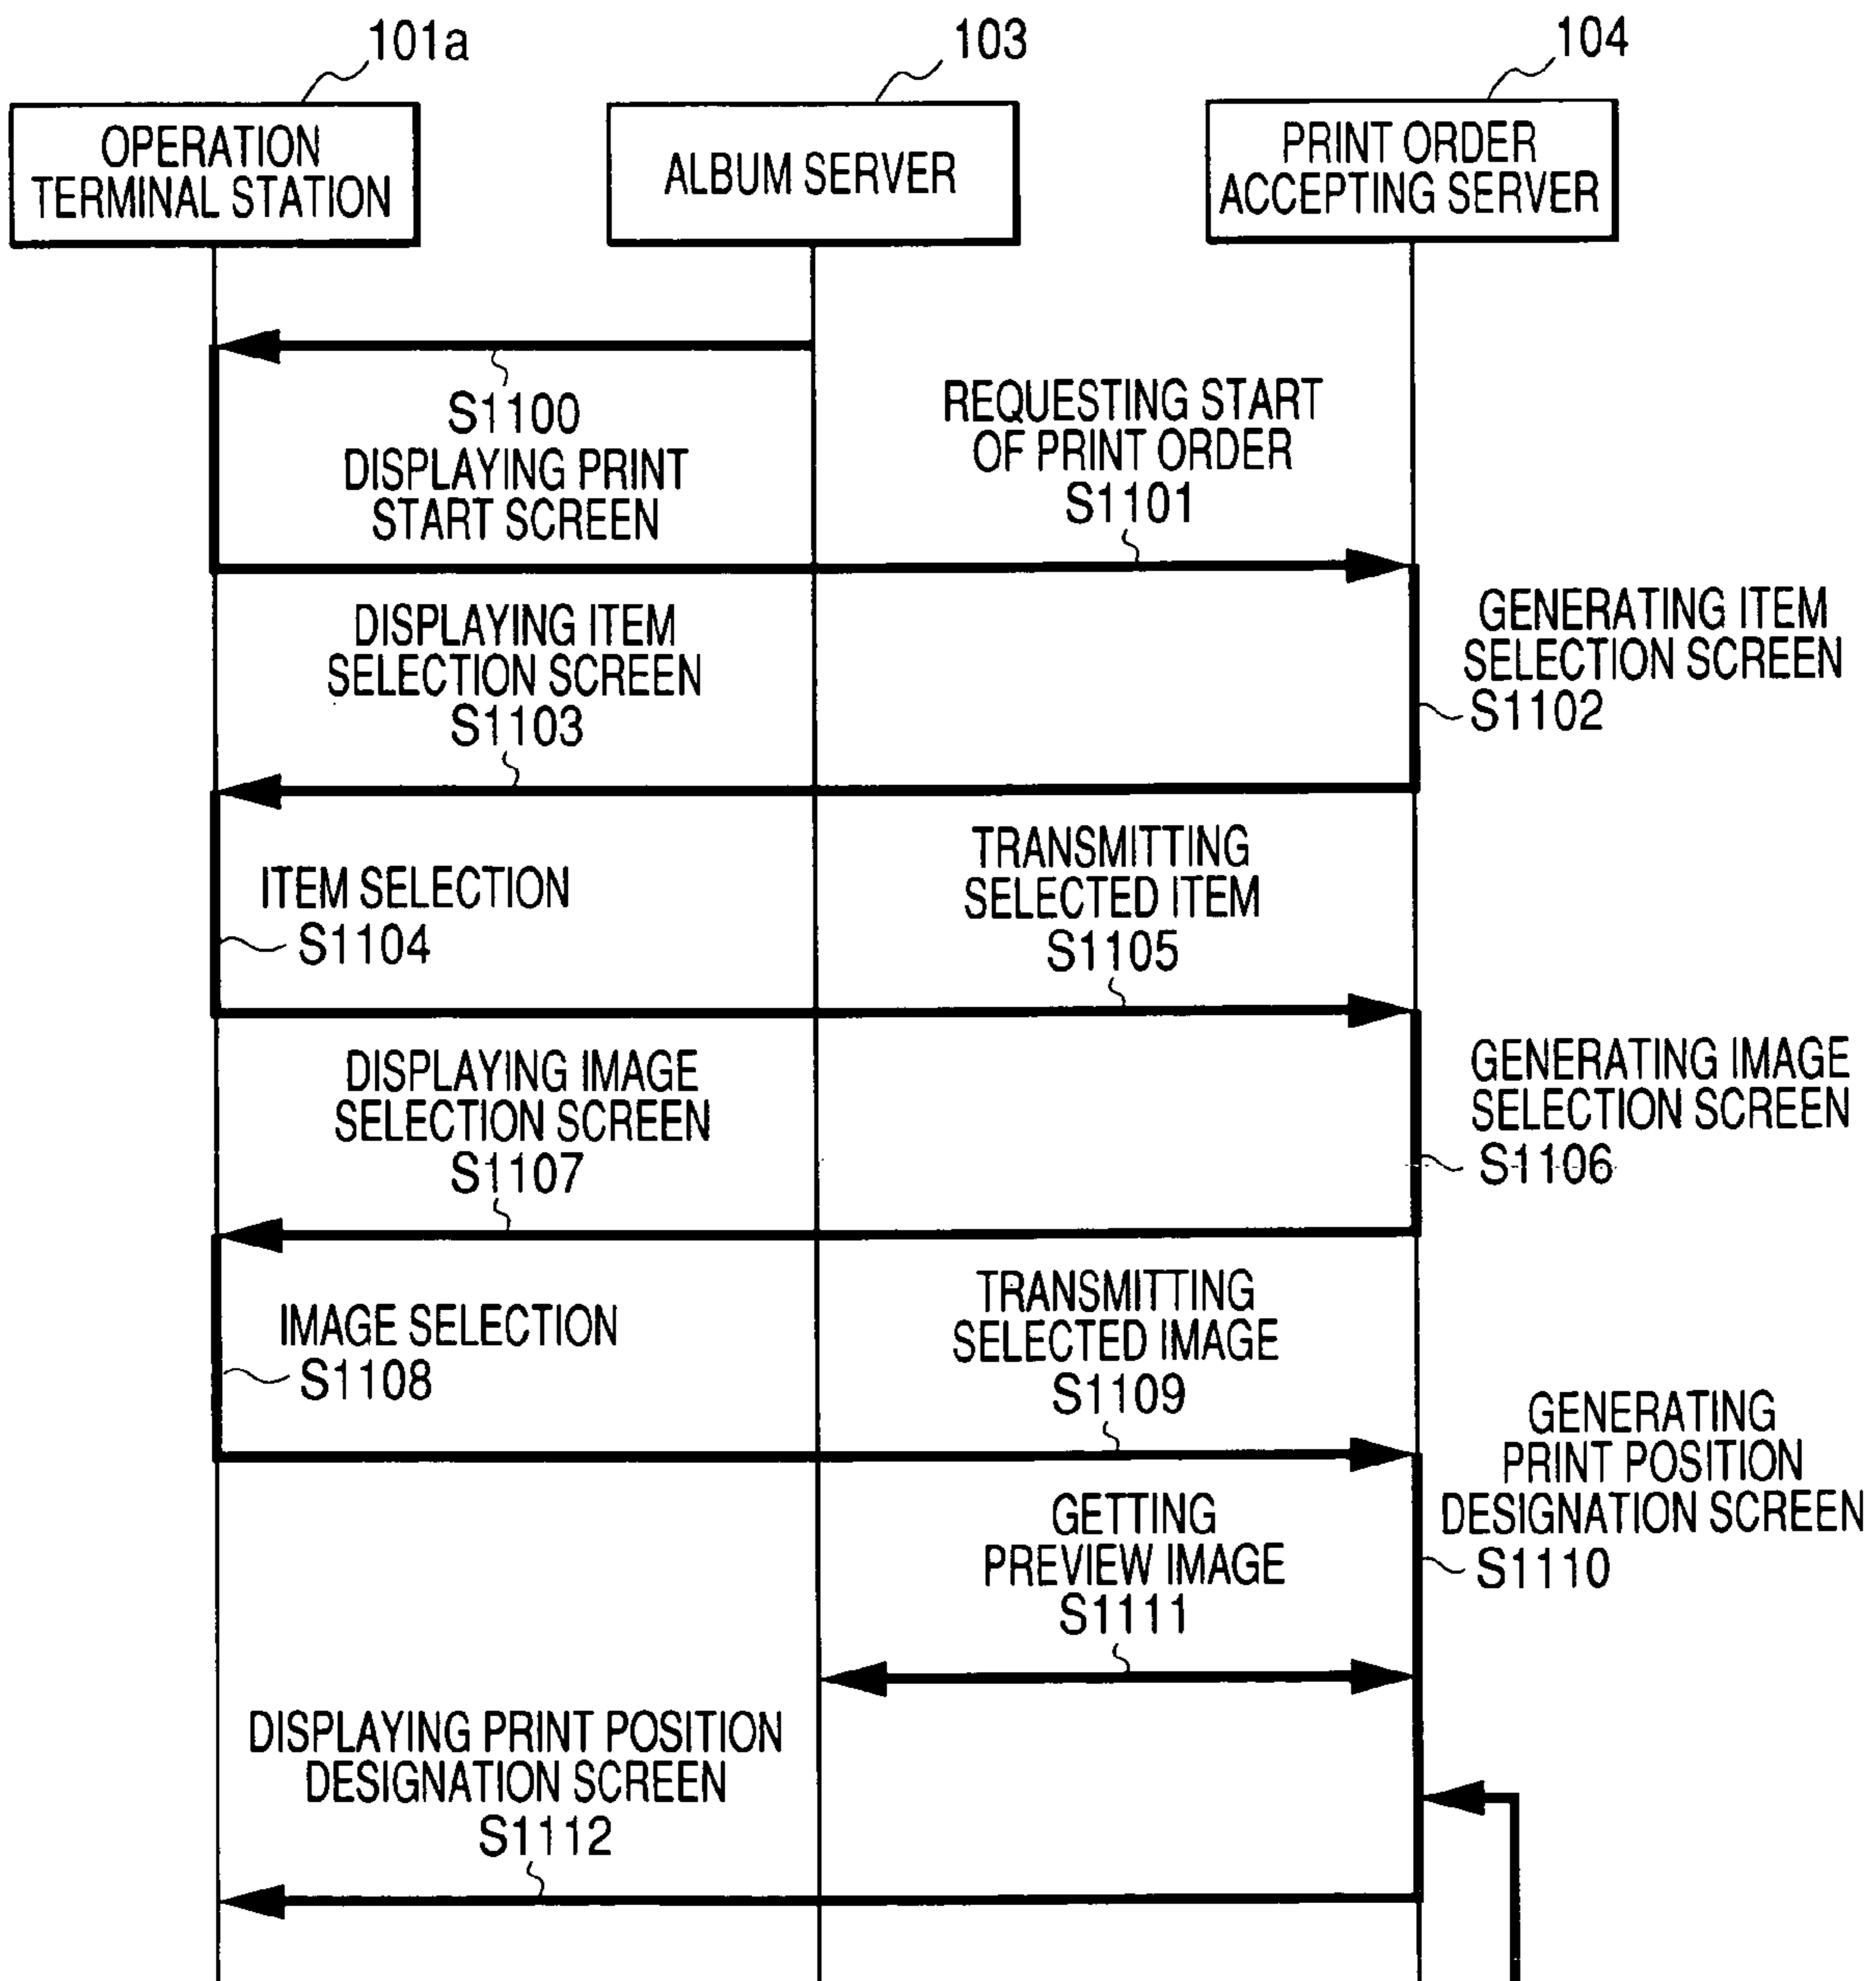 101a
103
104
OPERATION
TERMINAL STATION
ALBUM SERVER
PRINT ORDER
ACCEPTING SERVER
S1100
DISPLAYING PRINT
START SCREEN
REQUESTING START
OF PRINT ORDER
S1101
GENERATING ITEM
SELECTION SCREEN
S1102
DISPLAYING ITEM
SELECTION SCREEN
S1103
ITEM SELECTION
S1104
TRANSMITTING
SELECTED ITEM
S1105
GENERATING IMAGE
SELECTION SCREEN
S1106
DISPLAYING IMAGE
SELECTION SCREEN
S1107
IMAGE SELECTION
S1108
TRANSMITTING
SELECTED IMAGE
S1109
GENERATING
PRINT POSITION
DESIGNATION SCREEN
S1110
GETTING
PREVIEW IMAGE
S1111
DISPLAYING PRINT POSITION
DESIGNATION SCREEN
S1112